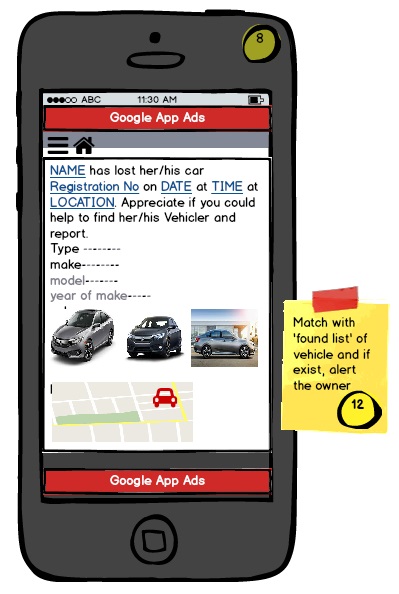 8
ABC 11:30 AM
Google App Ads
NAME has lost her/his car
Registration No on DATE at TIME at
LOCATION. Appreciate if you could
help to find her/his Vehicler and
report.
Type --------
make--------
model-------
year of make-----
Google App Ads
Match with
'found list' of
vehicle and if
exist, alert
the owner
12